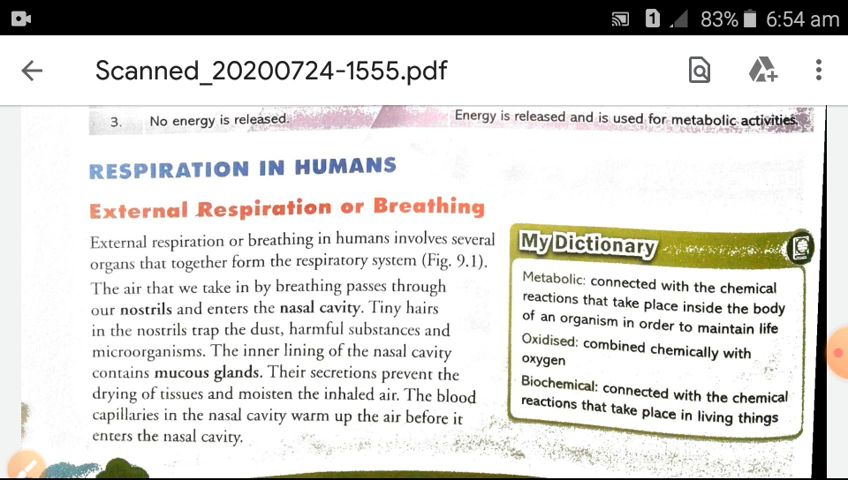 83% 6:54 am
1
Scanned_20200724-1555.pdf
3. No energy is released. Energy is released and is used for metabolic activities.
RESPIRATION IN HUMANS
External Respiration or Breathing
External respiration or breathing in humans involves several
organs that together form the respiratory system (Fig. 9.1).
The air that we take in by breathing passes through
our nostrils and enters the nasal cavity. Tiny hairs
in the nostrils trap the dust, harmful substances and
microorganisms. The inner lining of the nasal cavity
contains mucous glands. Their secretions prevent the
drying of tissues and moisten the inhaled air. The blood
capillaries in the nasal cavity warm up the air before it
enters the nasal cavity.
My Dictionary
Metabolic: connected with the chemical
reactions that take place inside the body
of an organism in order to maintain life
Oxidised: combined chemically with
oxygen
Biochemical: connected with the chemical
reactions that take place in living things